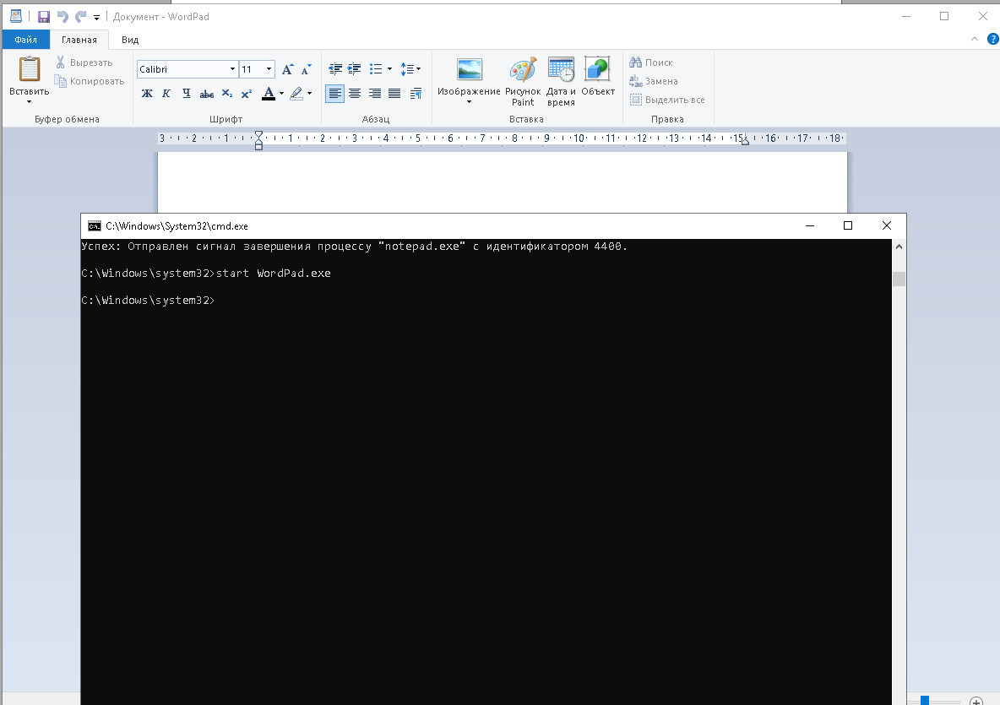 Документ - WordPad
Файл Главная Вид
Вставить
Вырезать
Копировать
Буфер обмена
Calibri 11
Ж К Ч abc X₂ X² A
Шрифт
Абзац
Изображение
Рисунок Paint
Дата и время
Объект
Вставка
Поиск
Замена
Выделить все
Правка
3 2 1 1 2 3 4 5 6 7 8 9 10 11 12 13 14 15 16 17 18
C:\Windows\System32\cmd.exe
Успех: Отправлен сигнал завершения процессу "notepad.exe" с идентификатором 4400.
C:\Windows\system32>start WordPad.exe
C:\Windows\system32>